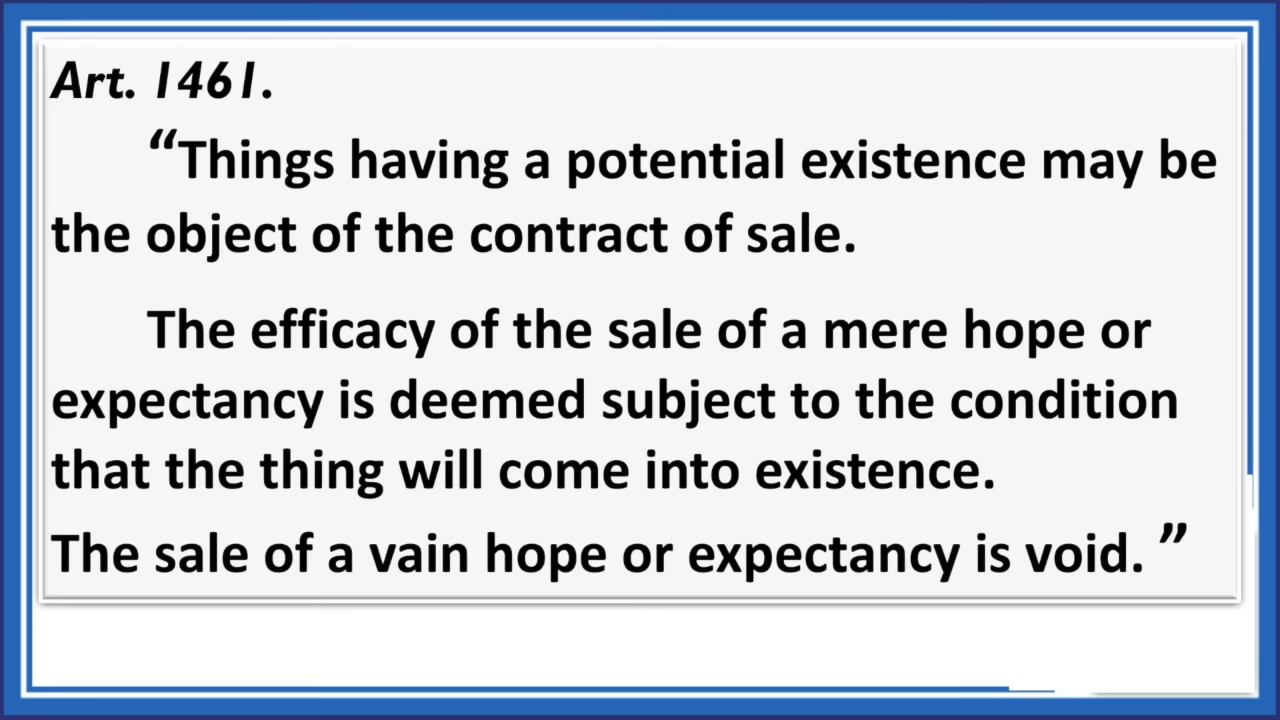 Art. 1461.
“Things having a potential existence may be
the object of the contract of sale.
The efficacy of the sale of a mere hope or
expectancy is deemed subject to the condition
that the thing will come into existence.
The sale of a vain hope or expectancy is void. ”